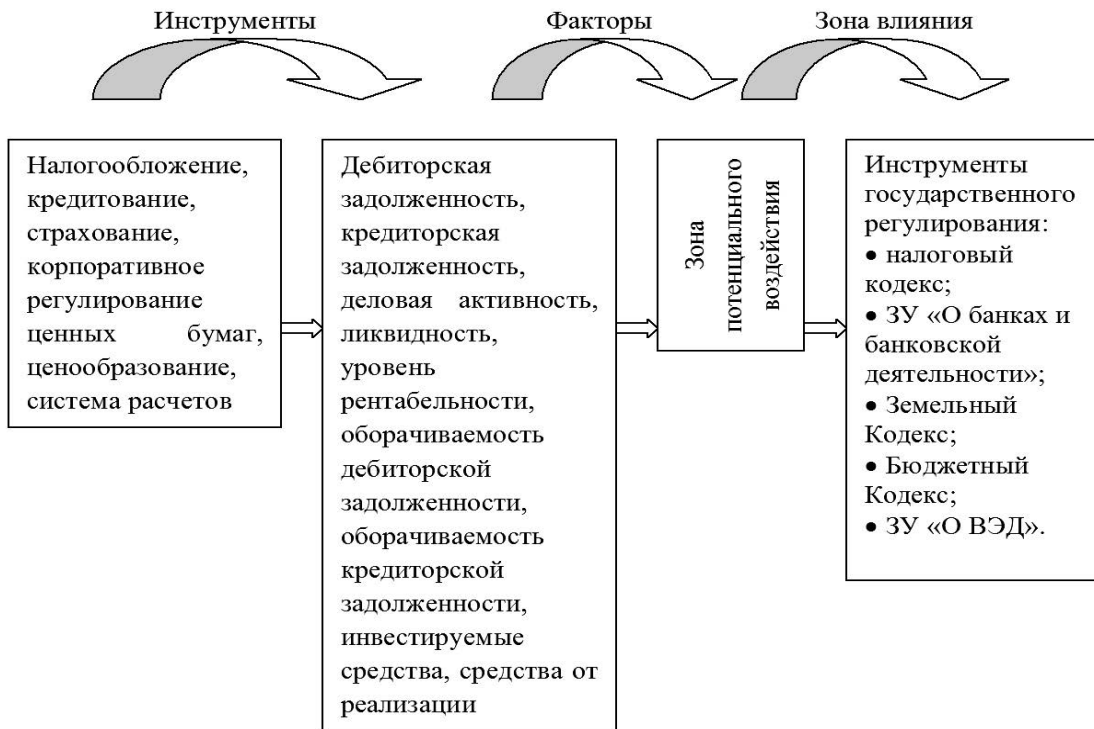 Инструменты
Факторы
Зона влияния
Налогообложение,
кредитование,
страхование,
корпоративное
регулирование
ценных бумаг,
ценообразование,
система расчетов
Дебиторская
задолженность,
кредиторская
задолженность,
деловая активность,
ликвидность,
уровень
рентабельности,
оборачиваемость
дебиторской
задолженности,
оборачиваемость
кредиторской
задолженности,
инвестируемые
средства, средства от
реализации
Зона
потенциального
воздействия
Инструменты
государственного
регулирования:
• налоговый
кодекс;
• ЗУ «О банках и
банковской
деятельности»;
• Земельный
Кодекс;
• Бюджетный
Кодекс;
• ЗУ «О ВЭД».